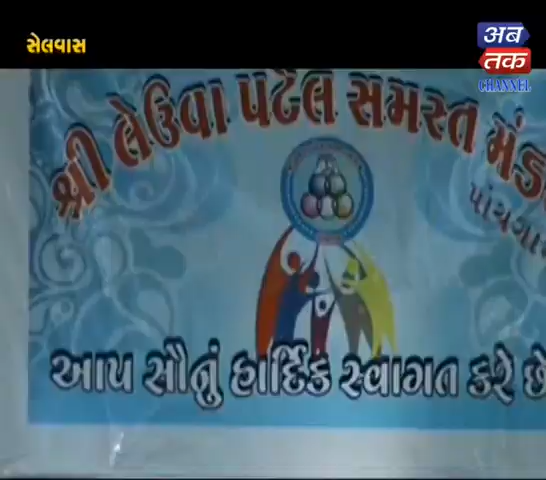 સેલવાસ
અબ
તક
CHANNEL
શ્રી લેઉવા પટેલ સમસ્ત
આપ સૌનું હાર્દિક સ્વાગત કરે છે